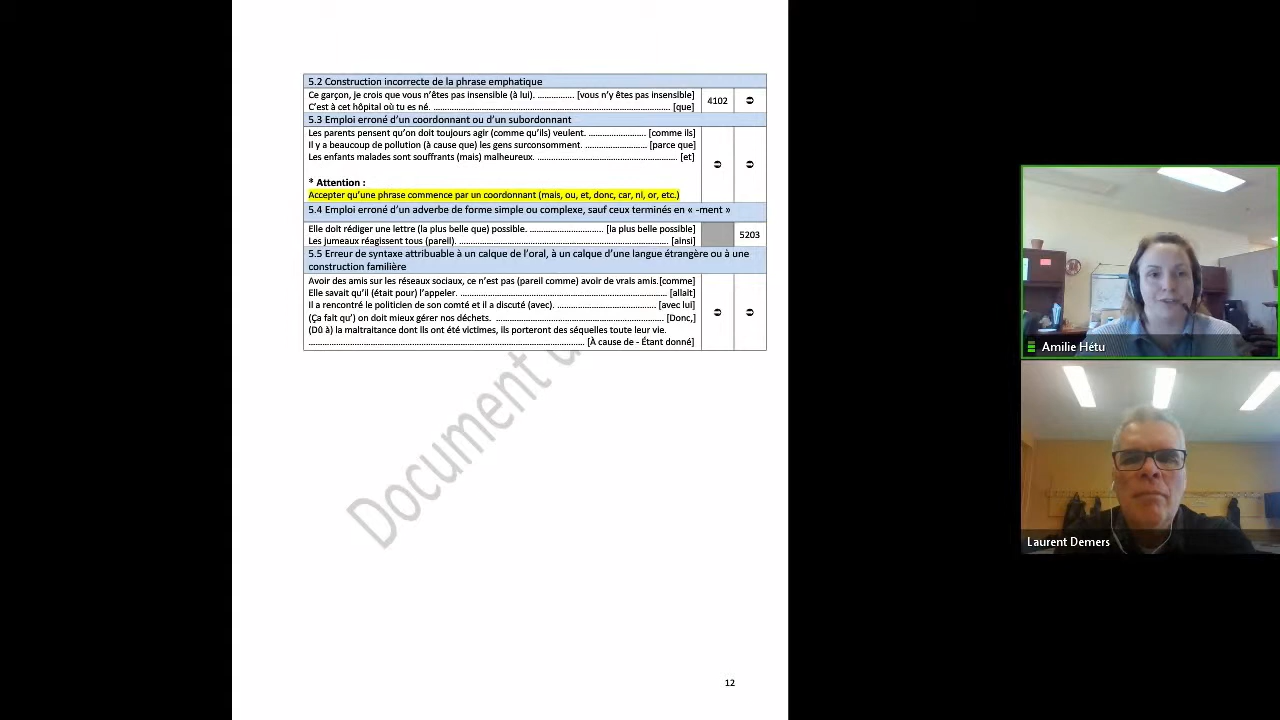 5.2 Construction incorrecte de la phrase emphatique
Ce garçon, je crois que vous n'êtes pas insensible (à lui). ............... [vous n'y êtes pas insensible]
C'est à cet hôpital où tu es né. ................................................................................ [que]
4102 ➲
5.3 Emploi erroné d'un coordonnant ou d'un subordonnant
Les parents pensent qu'on doit toujours agir (comme qu'ils) veulent. ........................ [comme ils]
Il y a beaucoup de pollution (à cause que) les gens surconsomment. ......................... [parce que]
Les enfants malades sont souffrants (mais) malheureux. ................................................ [et]
➲ ➲
* Attention :
Accepter qu'une phrase commence par un coordonnant (mais, ou, et, donc, car, ni, or, etc.)
5.4 Emploi erroné d'un adverbe de forme simple ou complexe, sauf ceux terminés en « -ment »
Elle doit rédiger une lettre (la plus belle que) possible. ............................. [la plus belle possible]
Les jumeaux réagissent tous (pareil). ........................................................................ [ainsi]
5203
5.5 Erreur de syntaxe attribuable à un calque de l'oral, à un calque d'une langue étrangère ou à une
construction familière
Avoir des amis sur les réseaux sociaux, ce n'est pas (pareil comme) avoir de vrais amis.[comme]
Elle savait qu'il (était pour) l'appeler. ........................................................................ [allait]
Il a rencontré le politicien de son comté et il a discuté (avec). .................................... [avec lui]
(Ça fait qu') on doit mieux gérer nos déchets. ........................................................... [Donc,]
(Dû à) la maltraitance dont ils ont été victimes, ils porteront des séquelles toute leur vie.
................................................................................................ [À cause de - Étant donné]
➲ ➲
Document
12
Amilie Hétu
Laurent Demers